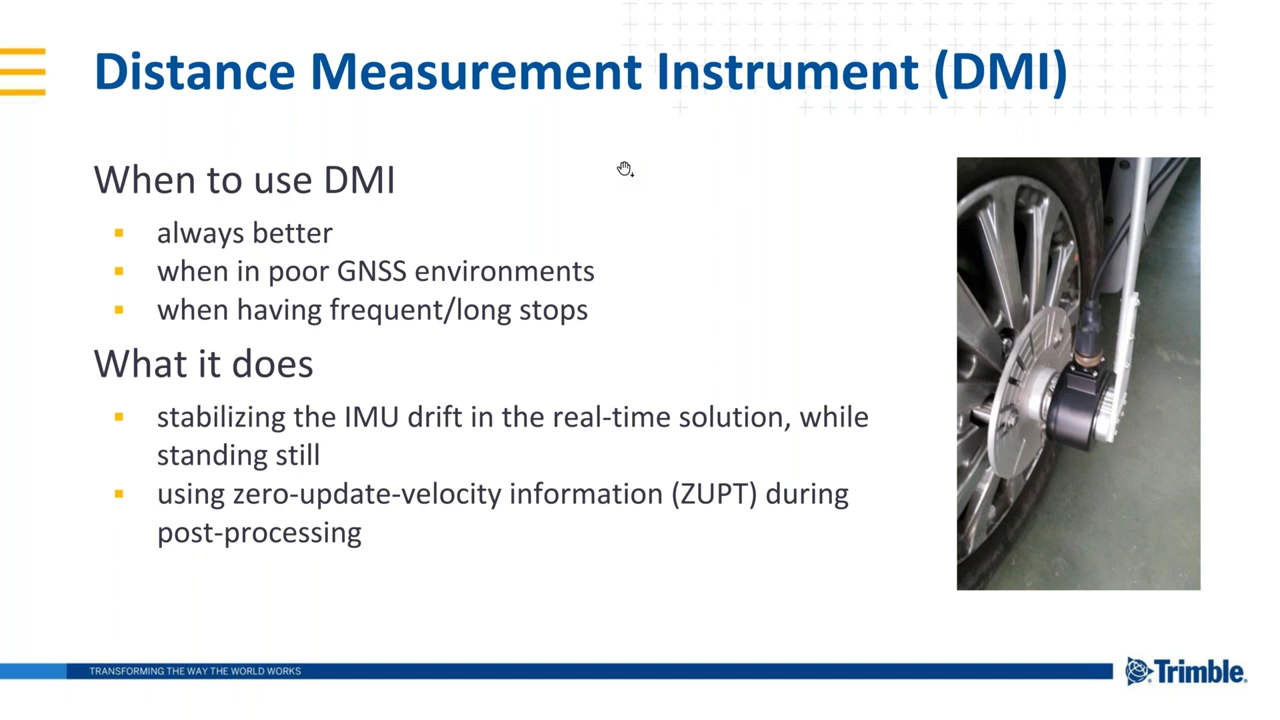 Distance Measurement Instrument (DMI)
When to use DMI
▪ always better
▪ when in poor GNSS environments
▪ when having frequent/long stops
What it does
▪ stabilizing the IMU drift in the real-time solution, while
standing still
▪ using zero-update-velocity information (ZUPT) during
post-processing
TRANSFORMING THE WAY THE WORLD WORKS
Trimble.